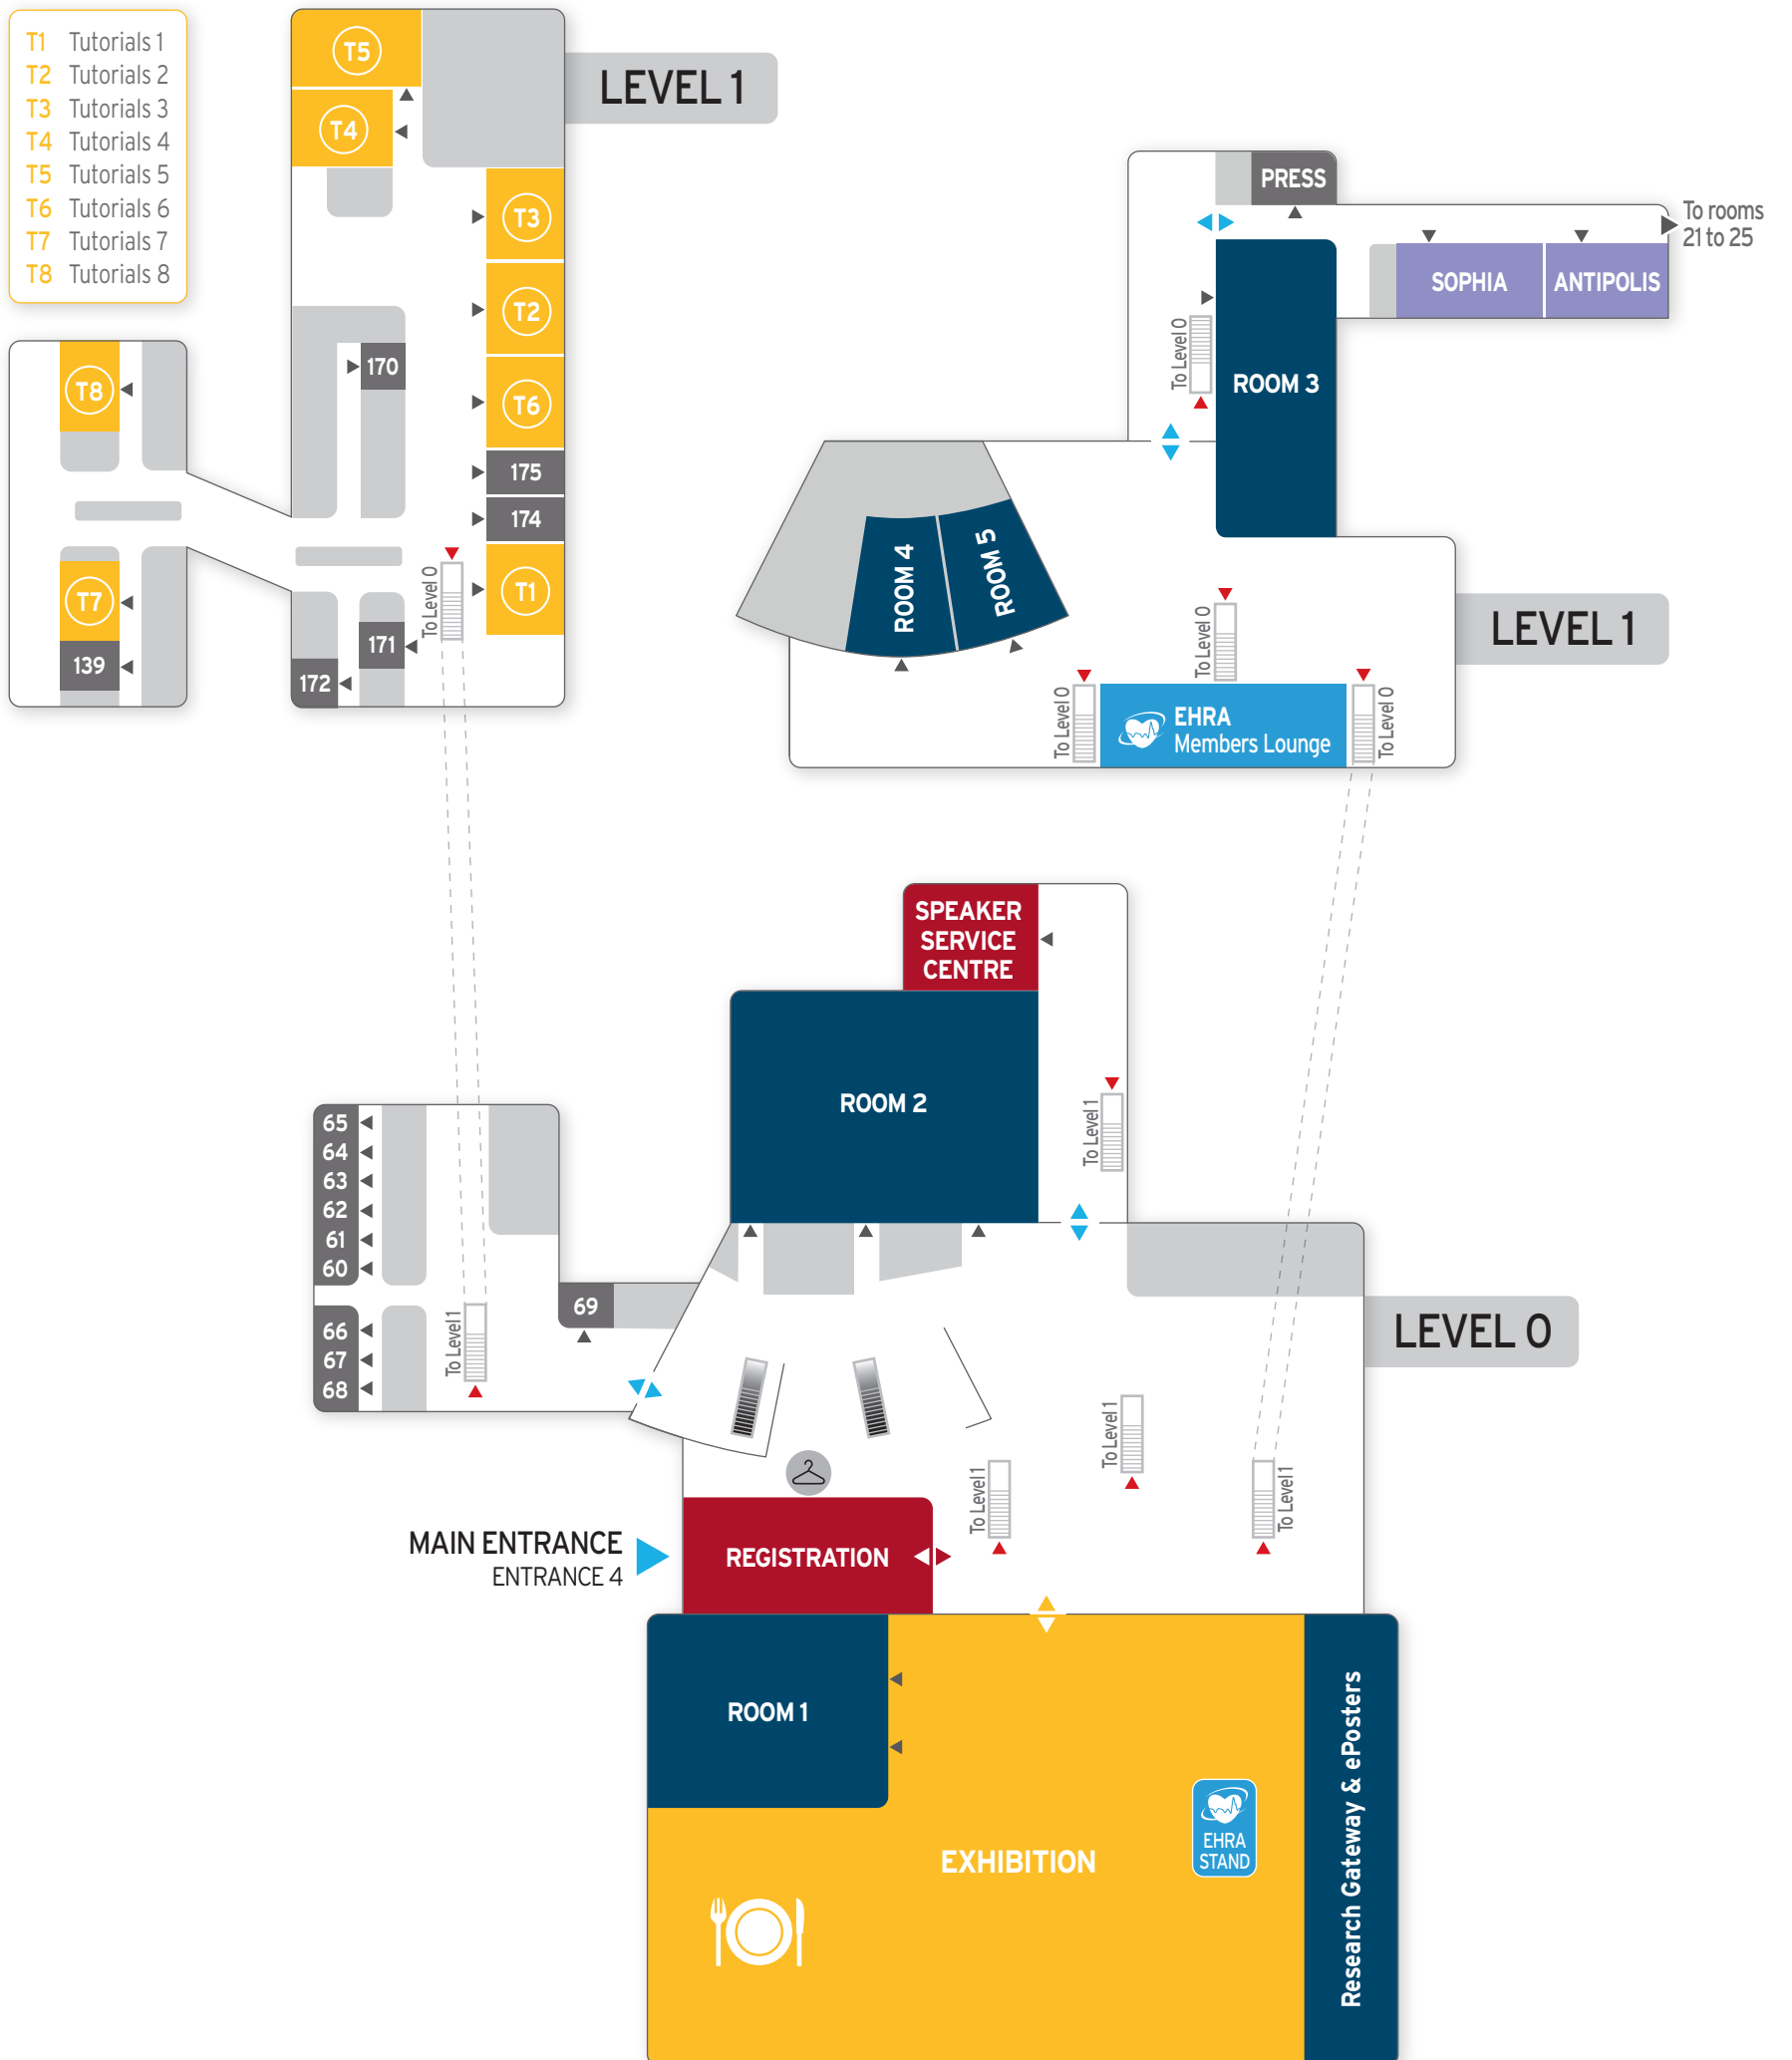 T1 Tutorials 1
T2 Tutorials 2
T3 Tutorials 3
T4 Tutorials 4
T5 Tutorials 5
T6 Tutorials 6
T7 Tutorials 7
T8 Tutorials 8
T5
LEVEL 1
T4
T3
T2
170
T8
T6
175
174
To Level 0
T1
T7
171
139
172
PRESS
To rooms
21 to 25
SOPHIA
ANTIPOLIS
To Level 0
ROOM 3
ROOM 4
ROOM 5
LEVEL 1
To Level 0
To Level 0
EHRA
Members Lounge
To Level 0
SPEAKER
SERVICE
CENTRE
ROOM 2
To Level 1
65
64
63
62
61
60
69
66
67
68
To Level 1
LEVEL 0
To Level 1
To Level 1
To Level 1
MAIN ENTRANCE
ENTRANCE 4
REGISTRATION
ROOM 1
Research Gateway & ePosters
EHRA
STAND
EXHIBITION